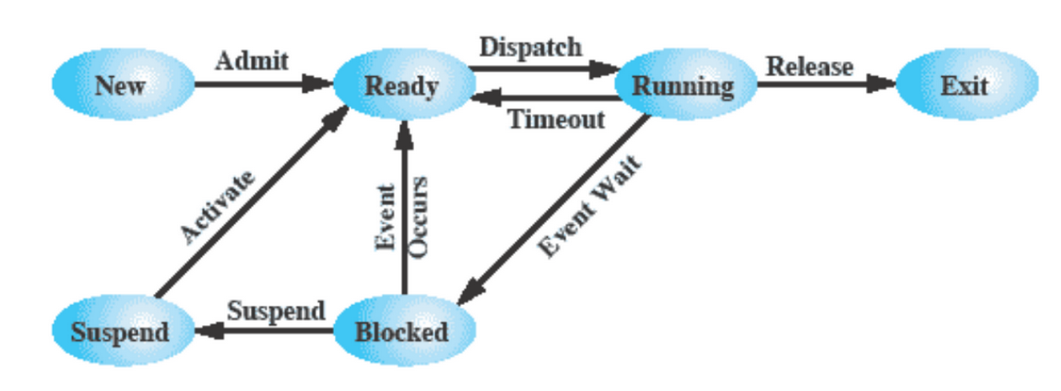 Dispatch
Admit
Release
New
Ready
Running
Exit
Timeout
Activate
Event
Occurs
Event Wait
Suspend
Suspend
Blocked